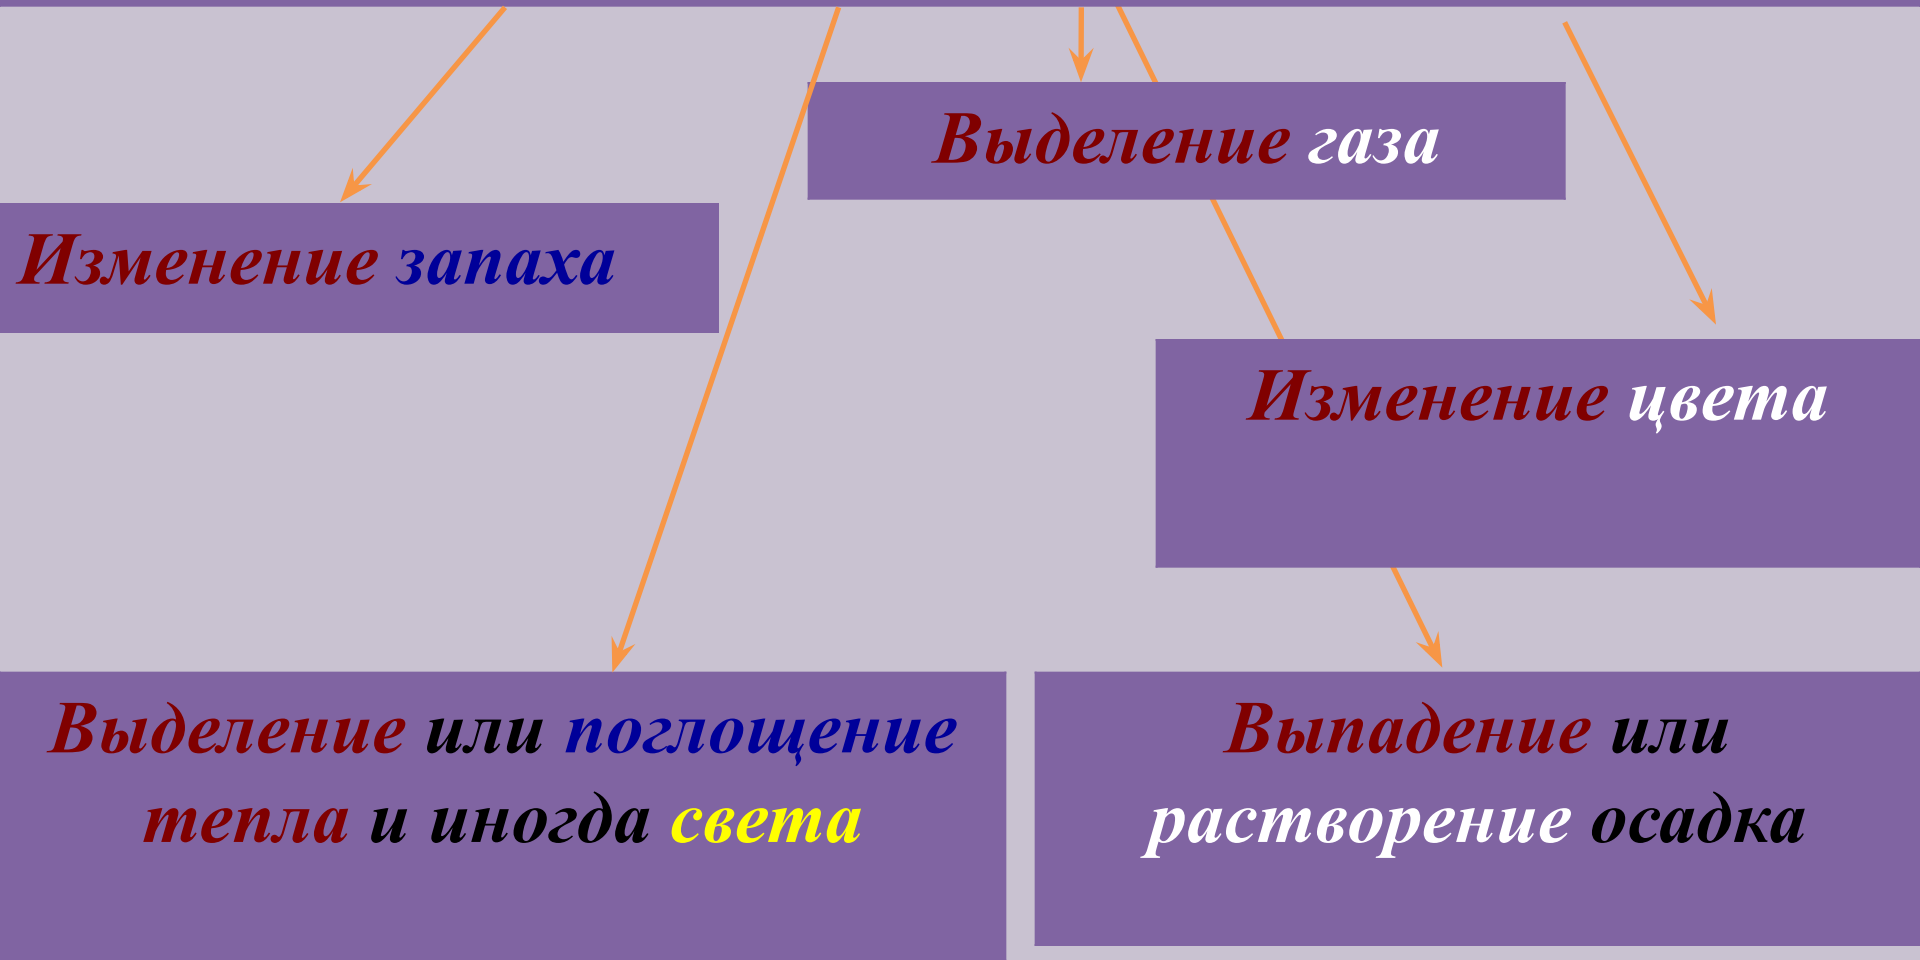 Выделение газа
Изменение запаха
Изменение цвета
Выделение или поглощение
тепла и иногда света
Выпадение или
растворение осадка